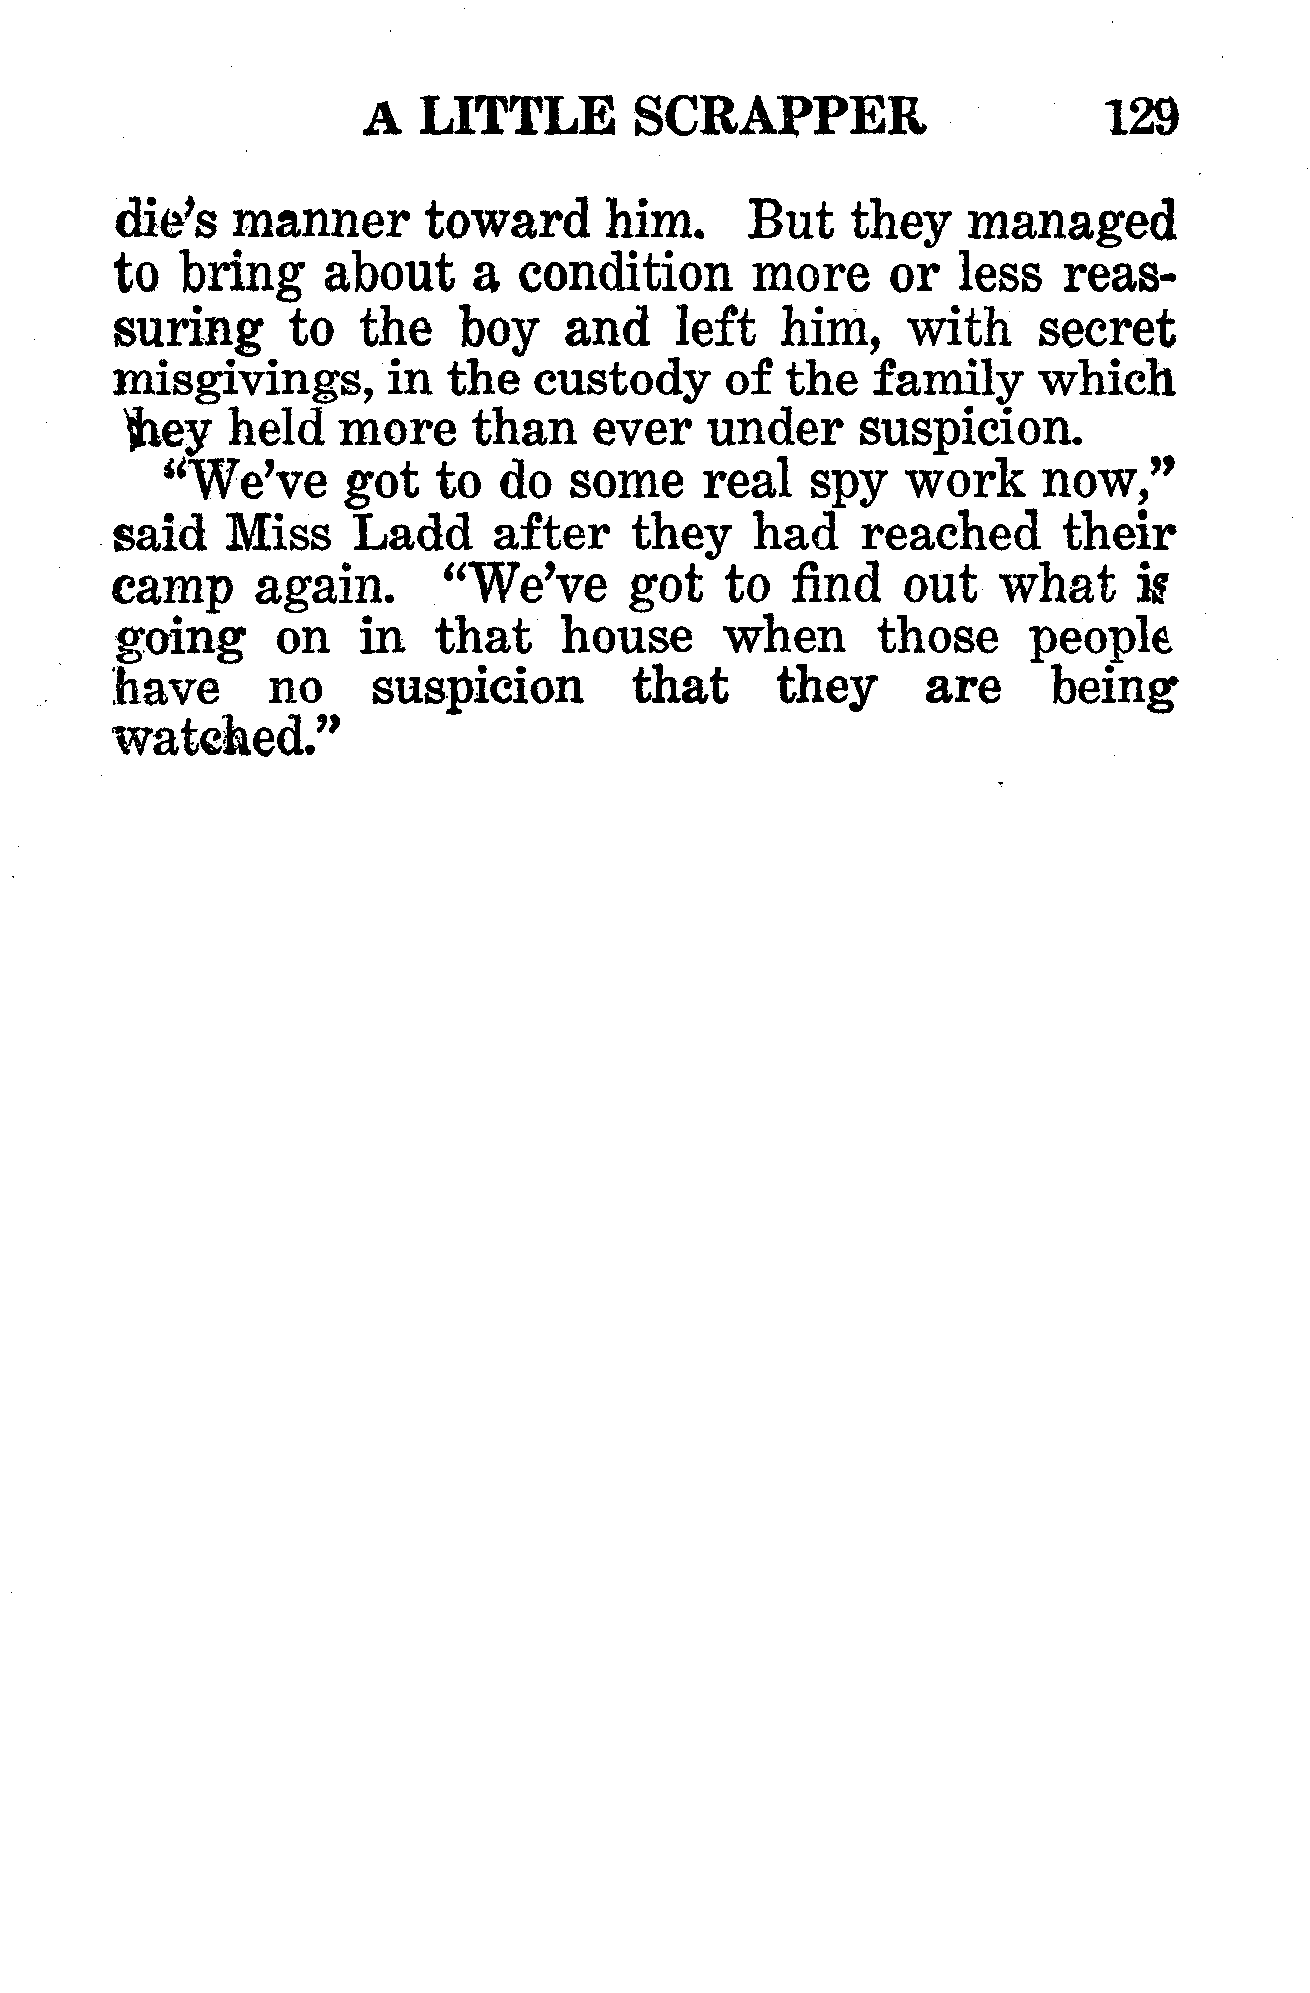 A LITTLE SCRAPPER 129
die's manner toward him. But they managed
to bring about a condition more or less reas-
suring to the boy and left him, with secret
misgivings, in the custody of the family which
they held more than ever under suspicion.
“We've got to do some real spy work now,”
said Miss Ladd after they had reached their
camp again. “We've got to find out what is
going on in that house when those people
have no suspicion that they are being
watched.”